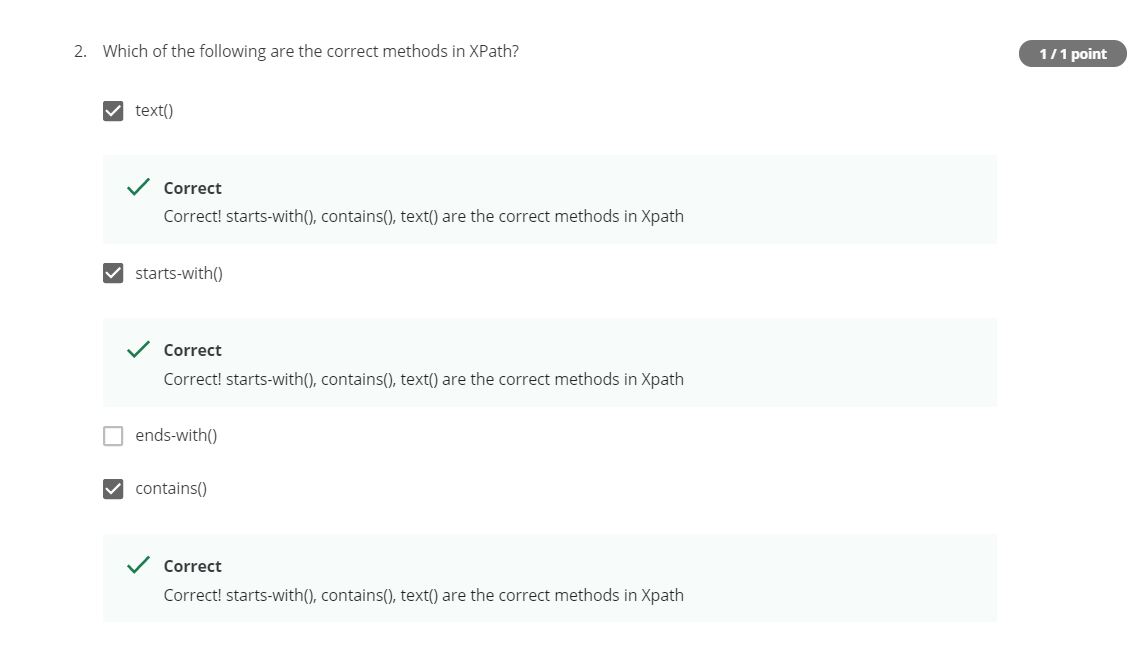 2. Which of the following are the correct methods in XPath?
1 / 1 point
text()
Correct
Correct! starts-with(), contains(), text() are the correct methods in Xpath
starts-with()
Correct
Correct! starts-with(), contains(), text() are the correct methods in Xpath
ends-with()
contains()
Correct
Correct! starts-with(), contains(), text() are the correct methods in Xpath